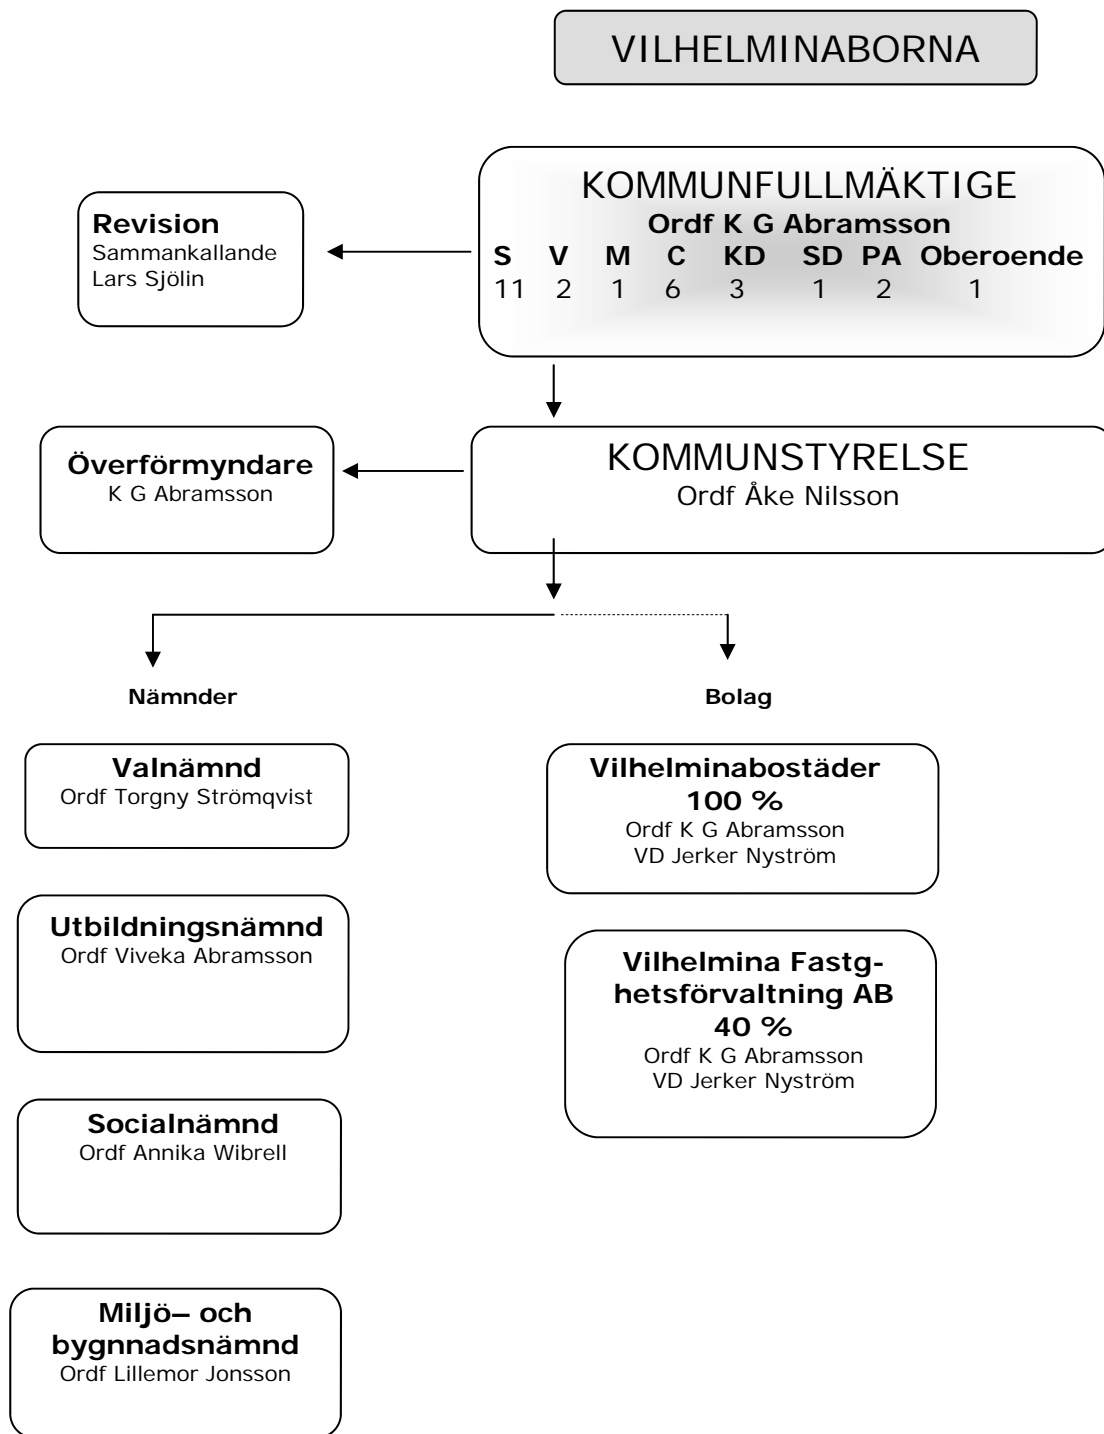 VILHELMINABORNA
KOMMUNFULLMÄKTIGE
Ordf K G Abramsson
S V M C KD SD PA Oberoende
11 2 1 6 3 1 2 1
Revision
Sammankallande
Lars Sjölin
KOMMUNSTYRELSE
Ordf Åke Nilsson
Överförmyndare
K G Abramsson
Nämnder
Bolag
Valnämnd
Ordf Torgny Strömqvist
Utbildningsnämnd
Ordf Viveka Abramsson
Socialnämnd
Ordf Annika Wibrell
Miljö– och
bygnnadsnämnd
Ordf Lillemor Jonsson
Vilhelminabostäder
100 %
Ordf K G Abramsson
VD Jerker Nyström
Vilhelmina Fastg-
hetsförvaltning AB
40 %
Ordf K G Abramsson
VD Jerker Nyström